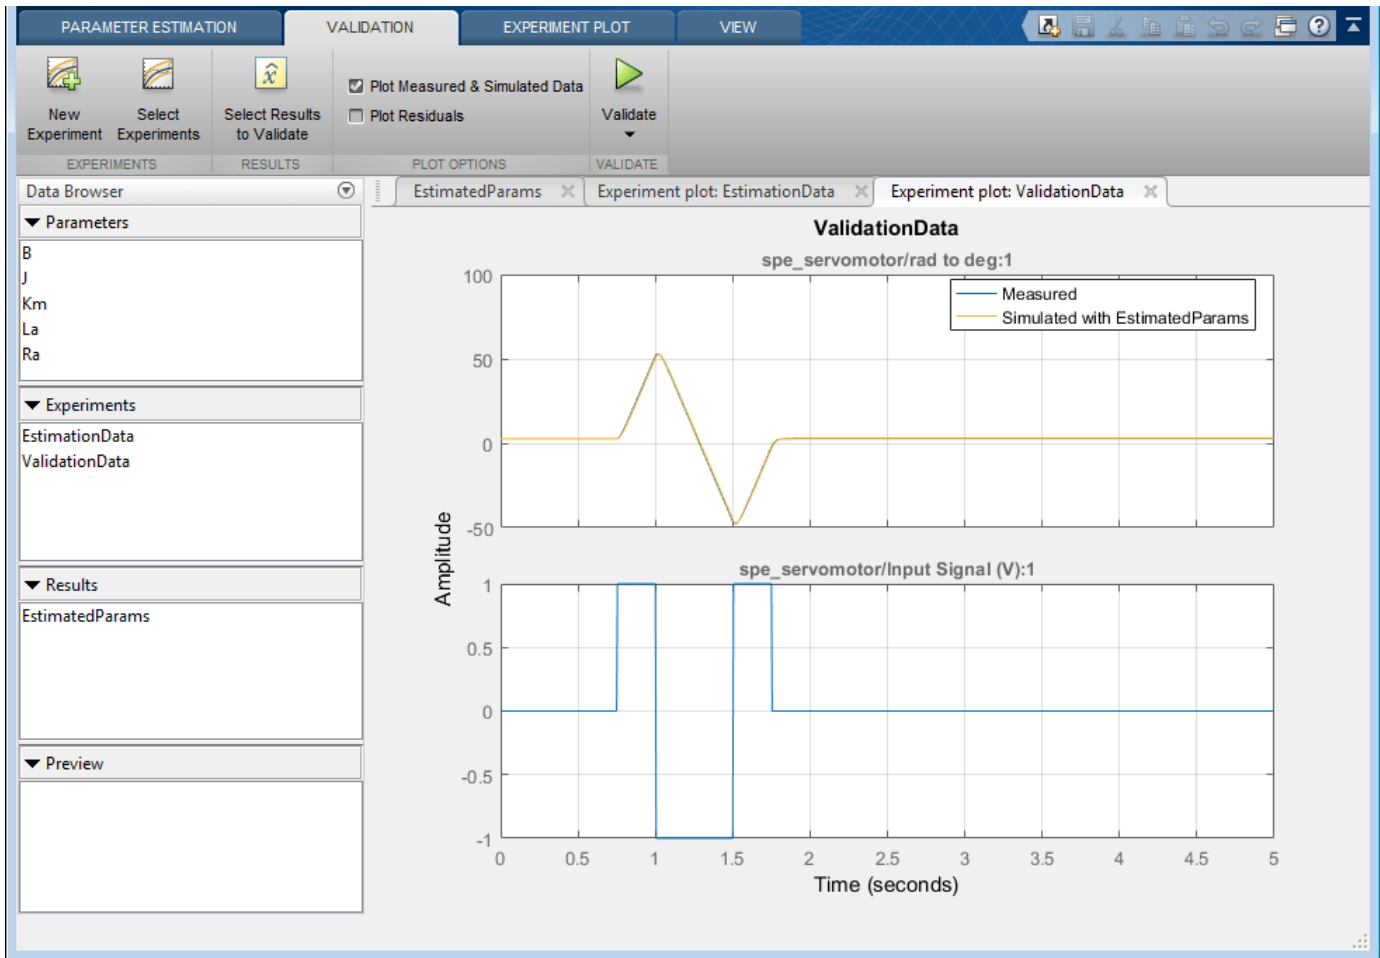 PARAMETER ESTIMATION VALIDATION EXPERIMENT PLOT VIEW
New Experiment
Select Experiments
Select Results to Validate
Plot Measured & Simulated Data
Plot Residuals
Validate
EXPERIMENTS RESULTS PLOT OPTIONS VALIDATE
Data Browser
Parameters
B
J
Km
La
Ra
Experiments
EstimationData
ValidationData
Results
EstimatedParams
Preview
EstimatedParams Experiment plot: EstimationData Experiment plot: ValidationData
ValidationData
spe_servomotor/rad to deg:1
Measured
Simulated with EstimatedParams
100
50
0
-50
Amplitude
spe_servomotor/Input Signal (V):1
1
0.5
0
-0.5
-1
0 0.5 1 1.5 2 2.5 3 3.5 4 4.5 5
Time (seconds)